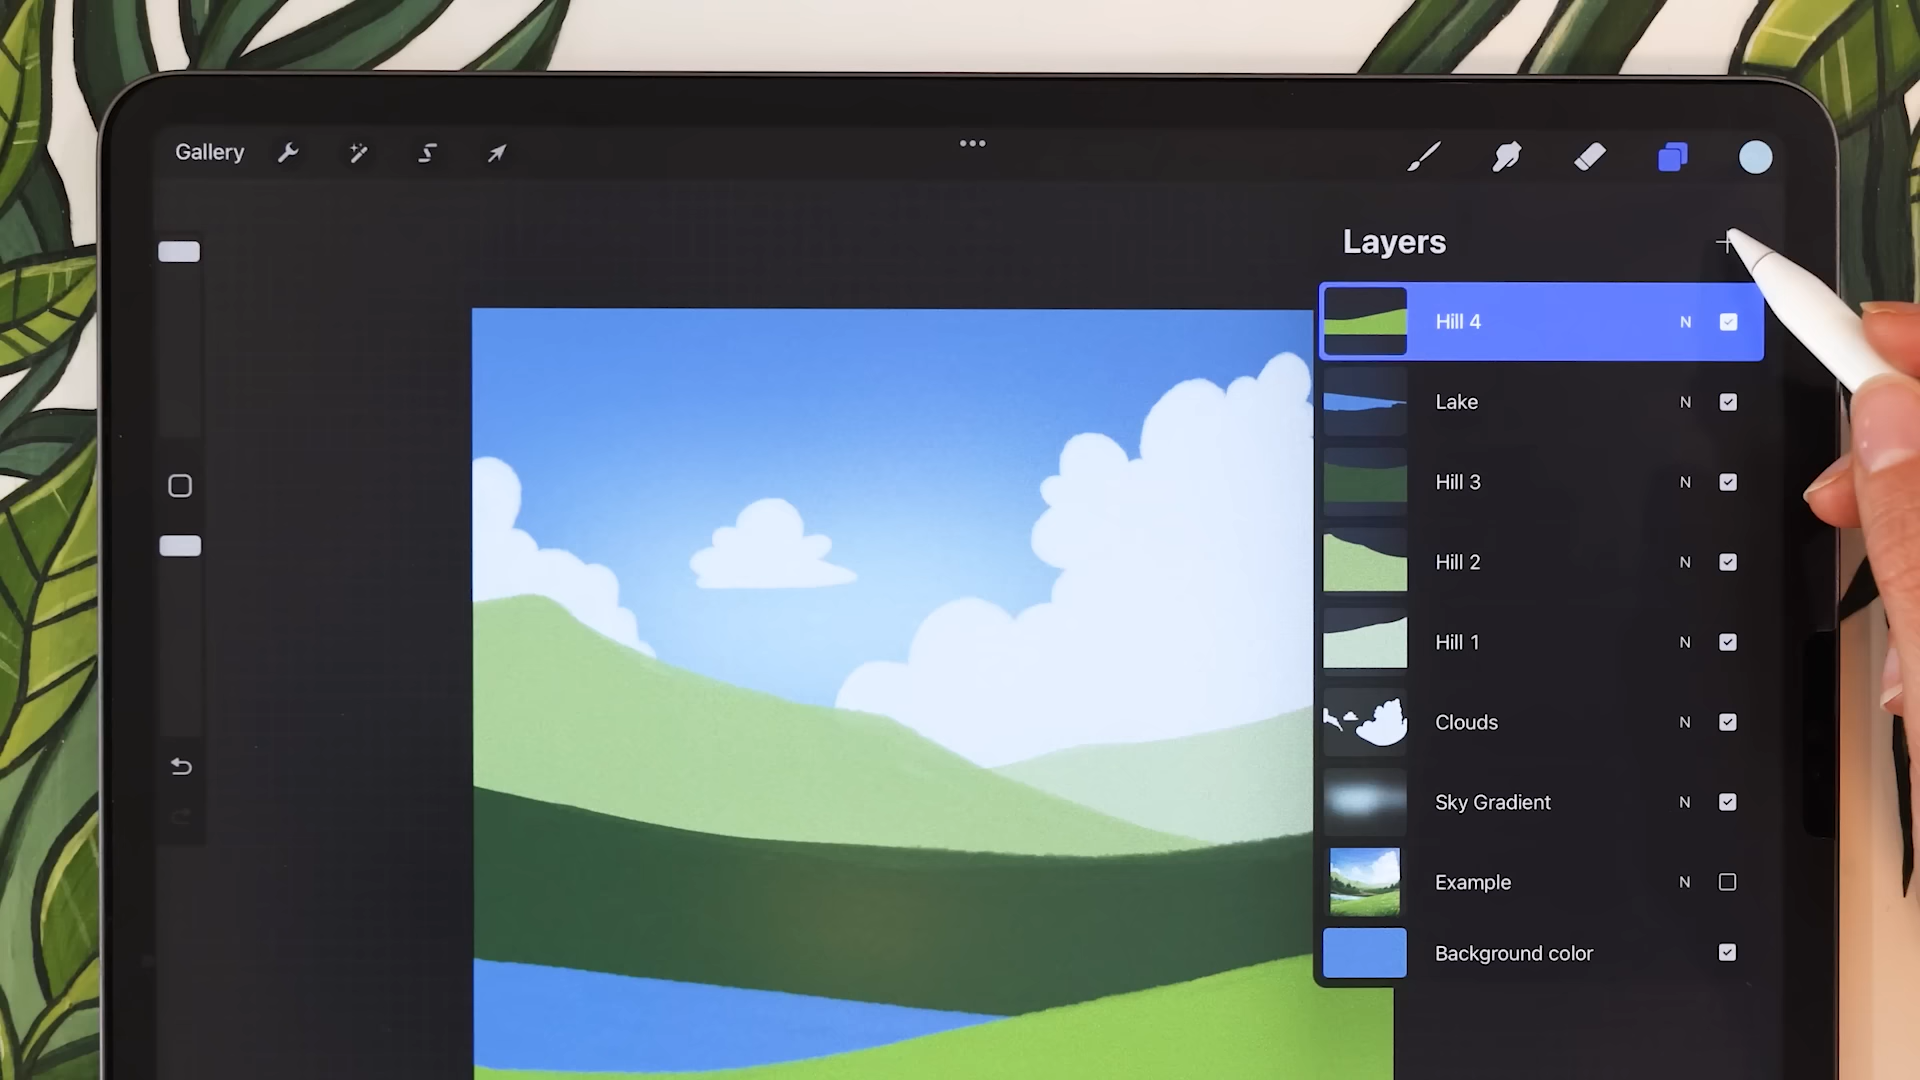 Gallery
Layers
Hill 4 N
Lake N
Hill 3 N
Hill 2 N
Hill 1 N
Clouds N
Sky Gradient N
Example N
Background color